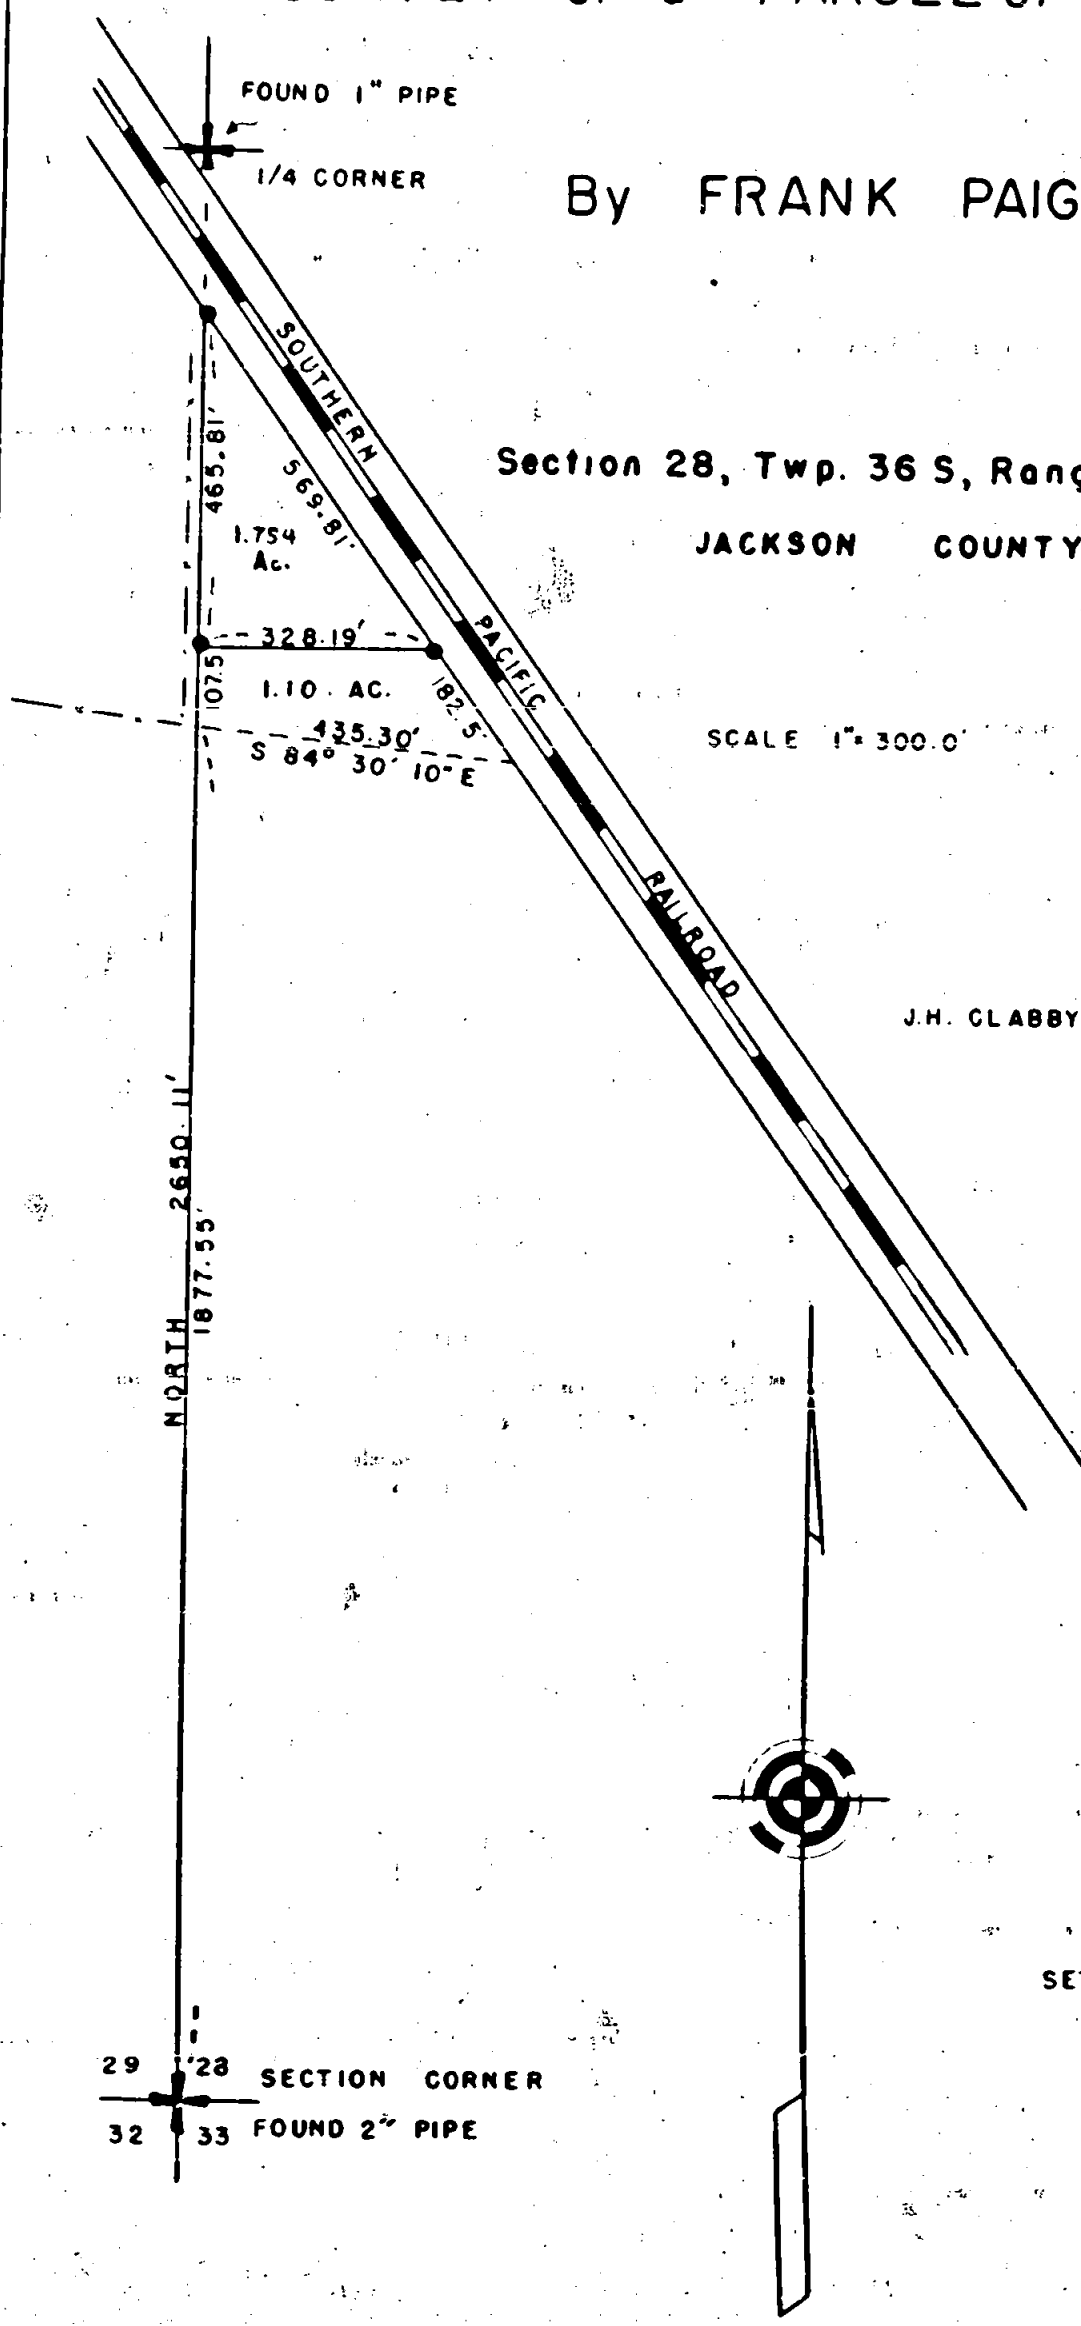 PARCEL OF
FOUND 1" PIPE
1/4 CORNER
By FRANK PAIG
SOUTHERN PACIFIC RAILROAD
465.81'
569.81'
1.754
Ac.
Section 28, Twp. 36 S, Rang
JACKSON COUNTY
328.19'
107.5
1.10. AC.
182.5'
435.30'
S 84° 30' 10" E
SCALE 1"= 300.0'
J.H. CLABBY
NORTH 2650.11'
1877.55'
SE
29 28
SECTION CORNER
32 33
FOUND 2" PIPE